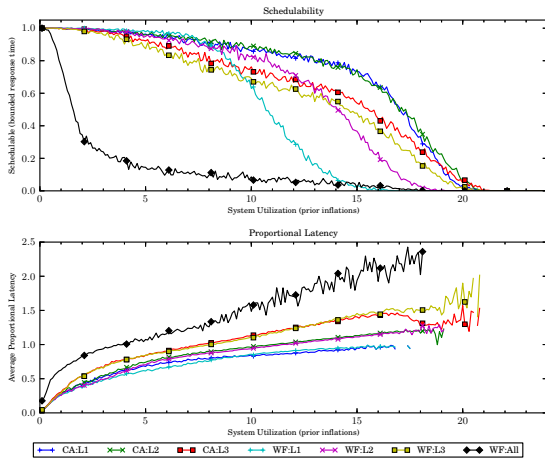 Schedulability
Schedulable (bounded response time)
1.0
0.8
0.6
0.4
0.2
0.0
0 5 10 15 20
System Utilization (prior inflations)
Proportional Latency
Average Proportional Latency
2.5
2.0
1.5
1.0
0.5
0.0
0 5 10 15 20
System Utilization (prior inflations)
CA:L1 CA:L2 CA:L3 WF:L1 WF:L2 WF:L3 WF:All